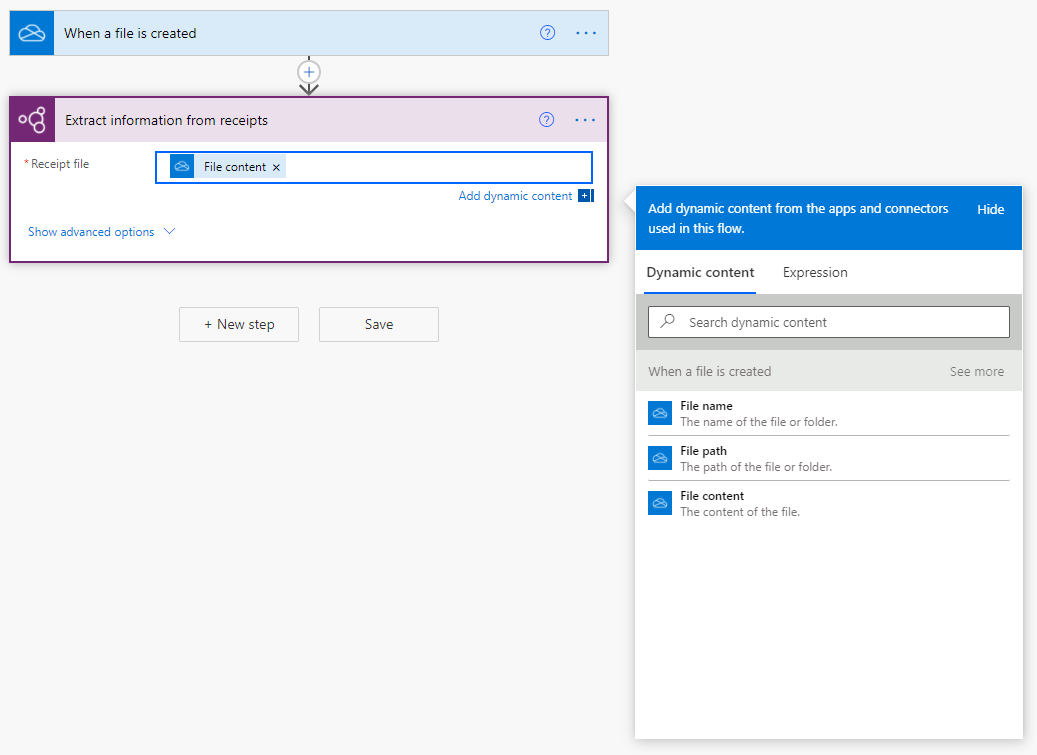 When a file is created
Extract information from receipts
* Receipt file
File content ×
Add dynamic content
Show advanced options
+ New step
Save
Add dynamic content from the apps and connectors
used in this flow.
Hide
Dynamic content
Expression
Search dynamic content
When a file is created
See more
File name
The name of the file or folder.
File path
The path of the file or folder.
File content
The content of the file.